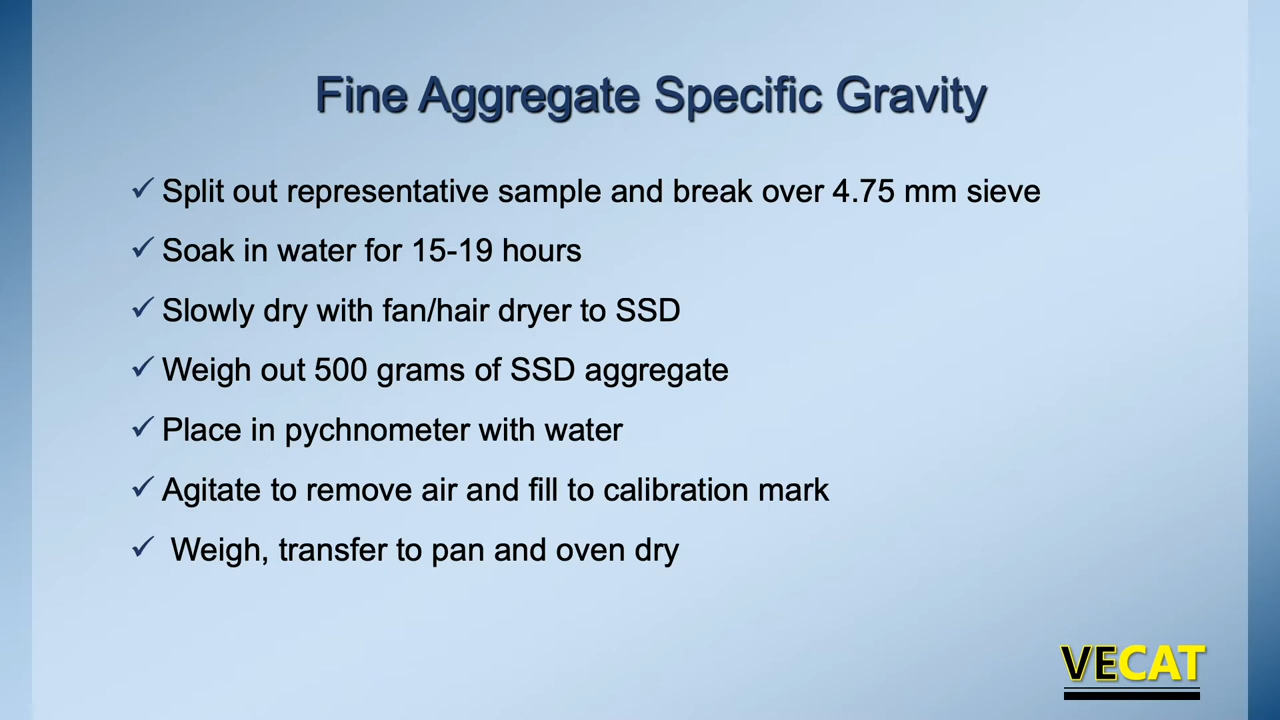 Fine Aggregate Specific Gravity
✓ Split out representative sample and break over 4.75 mm sieve
✓ Soak in water for 15-19 hours
✓ Slowly dry with fan/hair dryer to SSD
✓ Weigh out 500 grams of SSD aggregate
✓ Place in pychnometer with water
✓ Agitate to remove air and fill to calibration mark
✓ Weigh, transfer to pan and oven dry
VECAT